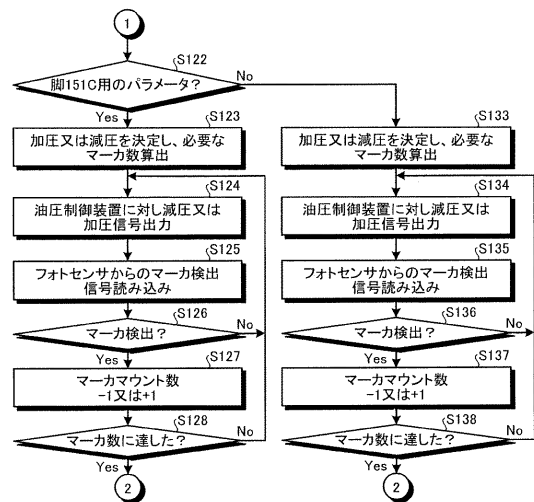 1
S122
脚151C用のパラメータ?
No
Yes
S123
加圧又は減圧を決定し、必要な
マーカ数算出
S124
油圧制御装置に対し減圧又は
加圧信号出力
S125
フォトセンサからのマーカ検出
信号読み込み
S126
マーカ検出?
No
Yes
S127
マーカマウント数
-1又は+1
S128
マーカ数に達した?
No
Yes
2
S133
加圧又は減圧を決定し、必要な
マーカ数算出
S134
油圧制御装置に対し減圧又は
加圧信号出力
S135
フォトセンサからのマーカ検出
信号読み込み
S136
マーカ検出?
No
Yes
S137
マーカマウント数
-1又は+1
S138
マーカ数に達した?
No
Yes
2